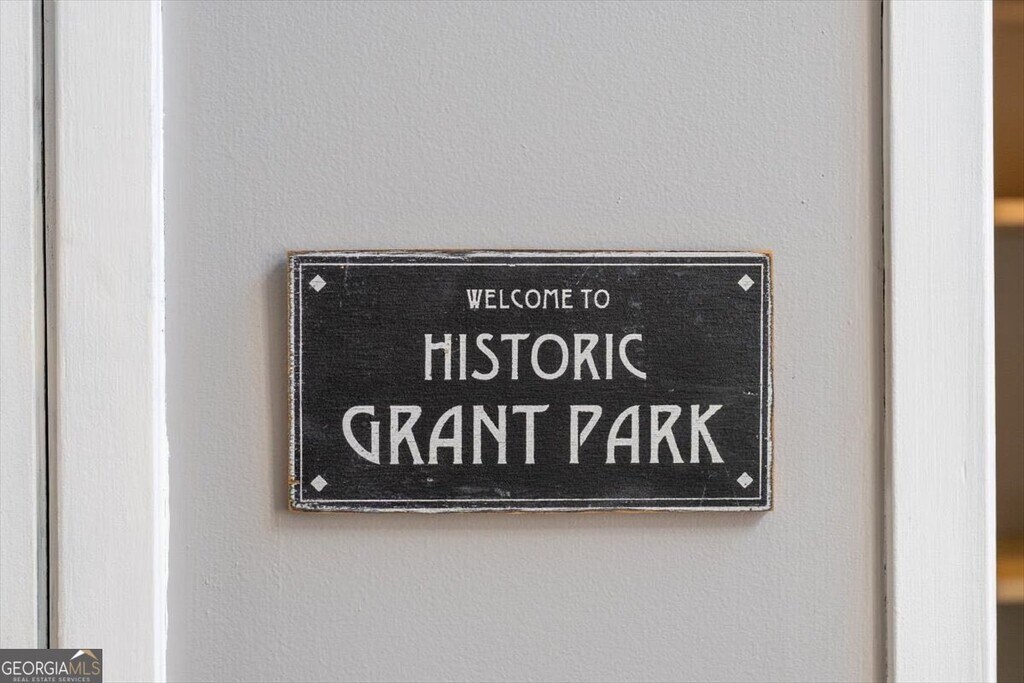 WELCOME TO
HISTORIC
GRANT PARK
GEORGIAMLS
REAL ESTATE SERVICES